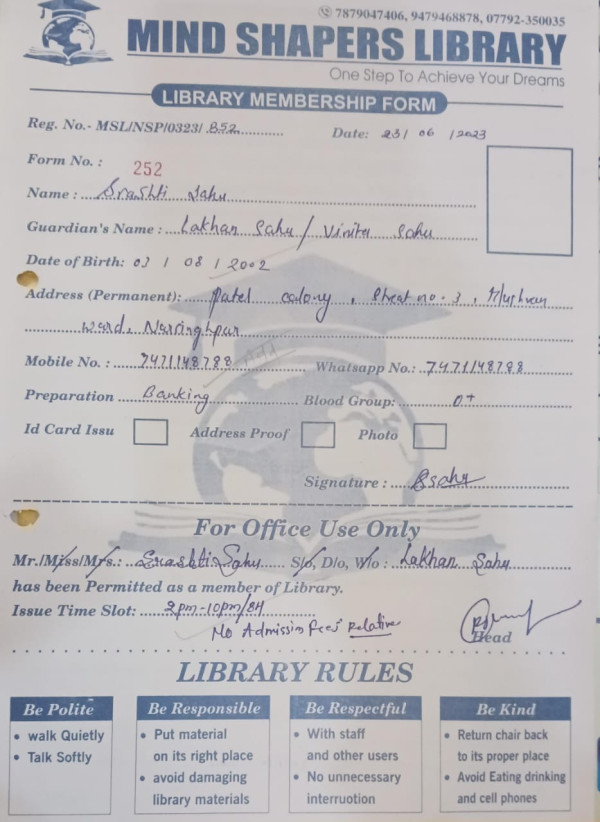 7879047406, 9479468878, 07792-350035
MIND SHAPERS LIBRARY
One Step To Achieve Your Dreams
LIBRARY MEMBERSHIP FORM
Reg. No.- MSL/NSP/0323/ B52
Date: 23/ 06 /2023
Form No. : 252
Name : Srashti Sahu
Guardian's Name : Lakhan Sahu / Vinita Sahu
Date of Birth: 03 / 08 / 2002
Address (Permanent): Patel colony, Sheat no. 3,
ward, Narsinghpur
Mobile No. : 7471148788 Whatsapp No.: 7471148788
Preparation Banking Blood Group: O+
Id Card Issu Address Proof Photo
Signature : Ssahu
For Office Use Only
Mr./Miss/Mrs.: Srashti Sahu S/o, D/o, W/o : Lakhan Sahu
has been Permitted as a member of Library.
Issue Time Slot: 2pm-10pm/8H
No Admission Fees Relative
Head
LIBRARY RULES
Be Polite
• walk Quietly
• Talk Softly
Be Responsible
• Put material
on its right place
• avoid damaging
library materials
Be Respectful
• With staff
and other users
• No unnecessary
interruotion
Be Kind
• Return chair back
to its proper place
• Avoid Eating drinking
and cell phones